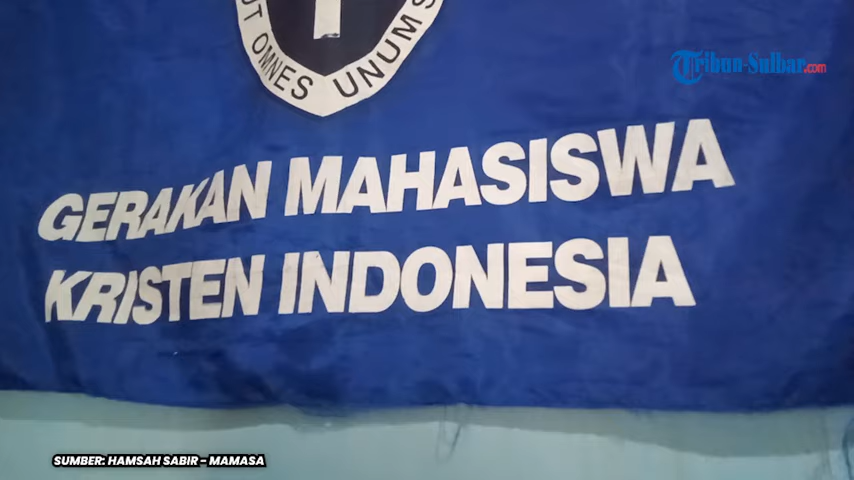 UT OMNES UNUM S
Tribun-Sulbar.com
GERAKAN MAHASISWA
KRISTEN INDONESIA
SUMBER: HAMSAH SABIR - MAMASA